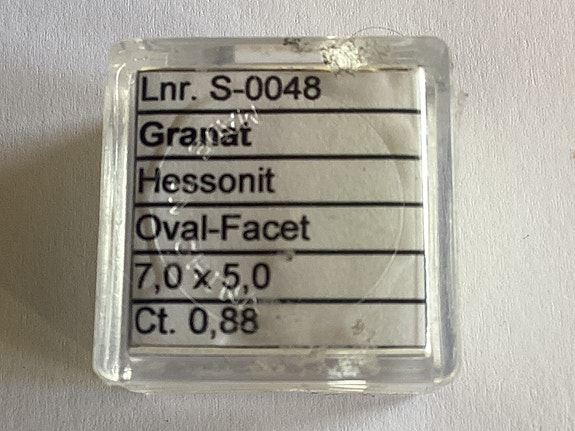 Lnr. S-0048
Granat
Hessonit
Oval-Facet
7,0 x 5,0
Ct. 0,88